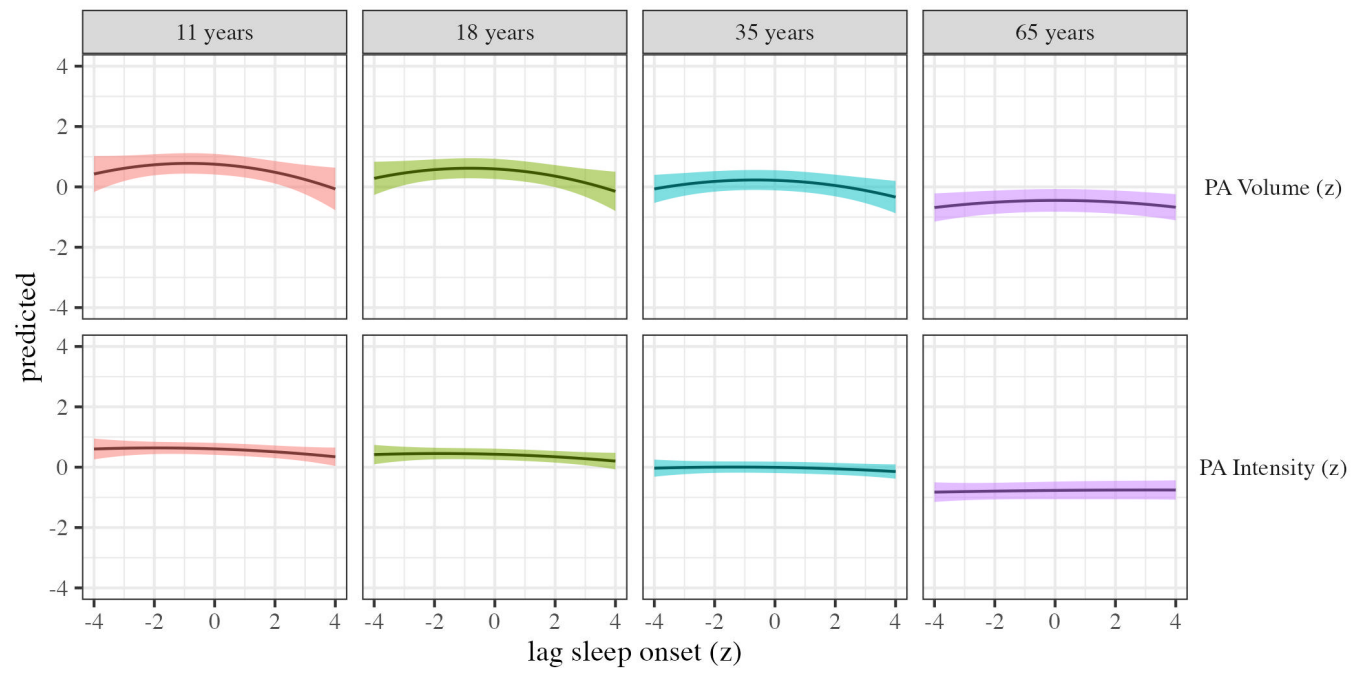 11 years
18 years
35 years
65 years
4
2
0
-2
-4
PA Volume (z)
predicted
4
2
0
-2
-4
PA Intensity (z)
-4 -2 0 2 4
-4 -2 0 2 4
-4 -2 0 2 4
-4 -2 0 2 4
lag sleep onset (z)